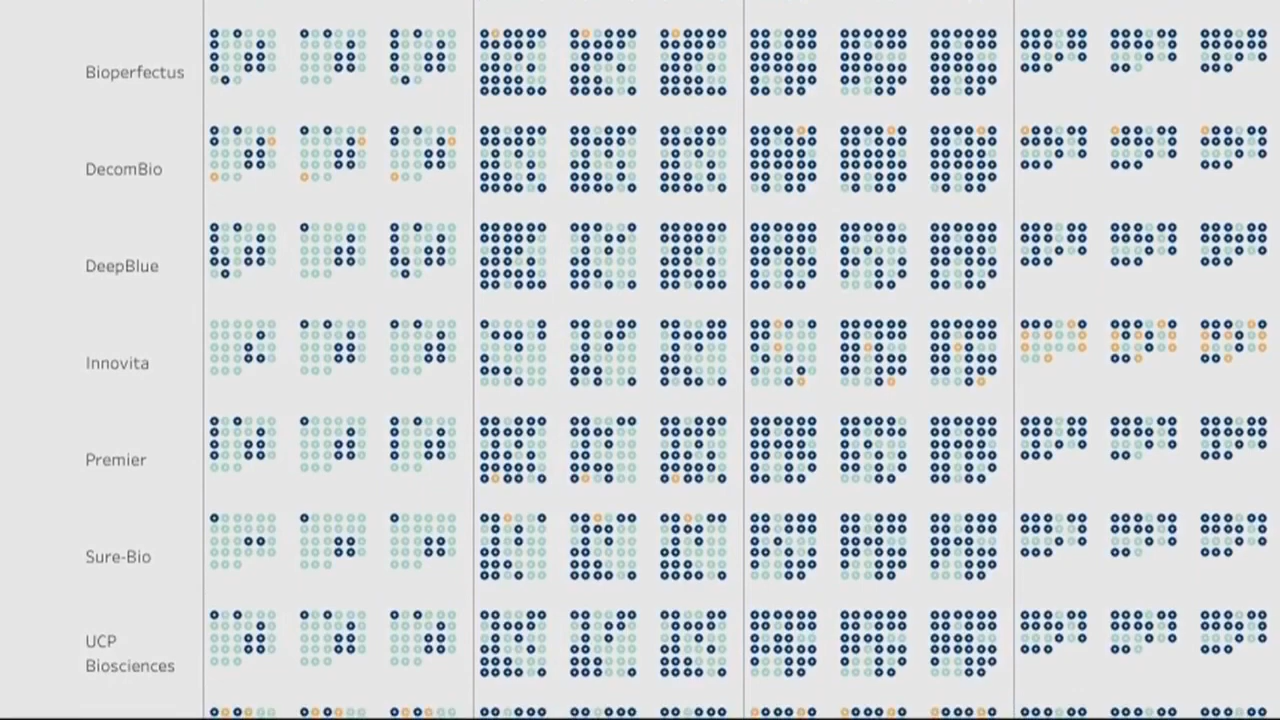 Bioperfectus
DecomBio
DeepBlue
Innovita
Premier
Sure-Bio
UCP
Biosciences